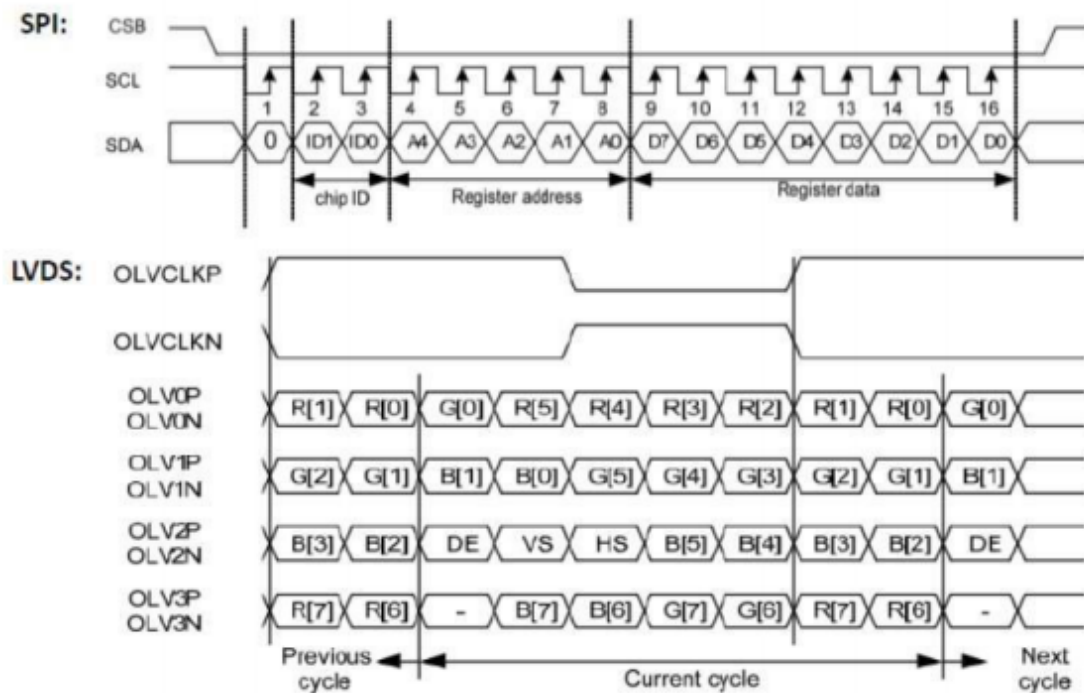 SPI:
CSB
SCL
1 2 3 4 5 6 7 8 9 10 11 12 13 14 15 16
SDA 0 ID1 ID0 A4 A3 A2 A1 A0 D7 D6 D5 D4 D3 D2 D1 D0
chip ID Register address Register data
LVDS:
OLVCLKP
OLVCLKN
OLV0P
OLV0N
R[1] R[0] G[0] R[5] R[4] R[3] R[2] R[1] R[0] G[0]
OLV1P
OLV1N
G[2] G[1] B[1] B[0] G[5] G[4] G[3] G[2] G[1] B[1]
OLV2P
OLV2N
B[3] B[2] DE VS HS B[5] B[4] B[3] B[2] DE
OLV3P
OLV3N
R[7] R[6] - B[7] B[6] G[7] G[6] R[7] R[6] -
Previous
cycle
Current cycle
Next
cycle